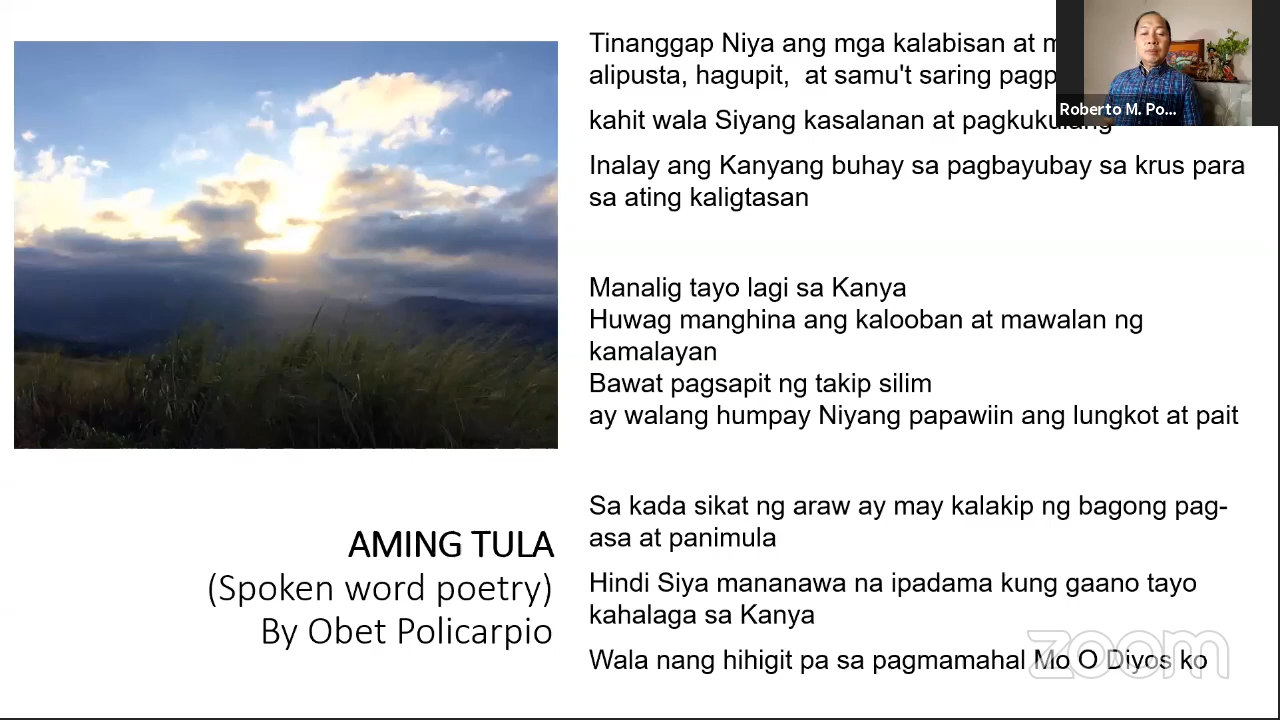 Tinanggap Niya ang mga kalabisan at
alipusta, hagupit, at samu't saring
kahit wala Siyang kasalanan at pagkukulang
Inalay ang Kanyang buhay sa pagbayubay sa krus para
sa ating kaligtasan
Manalig tayo lagi sa Kanya
Huwag manghina ang kalooban at mawalan ng
kamalayan
Bawat pagsapit ng takip silim
ay walang humpay Niyang papawiin ang lungkot at pait
Sa kada sikat ng araw ay may kalakip ng bagong pag-
asa at panimula
Hindi Siya mananawa na ipadama kung gaano tayo
kahalaga sa Kanya
Wala nang hihigit pa sa pagmamahal Mo O Diyos ko
AMING TULA
(Spoken word poetry)
By Obet Policarpio
Roberto M. Po...
zoom